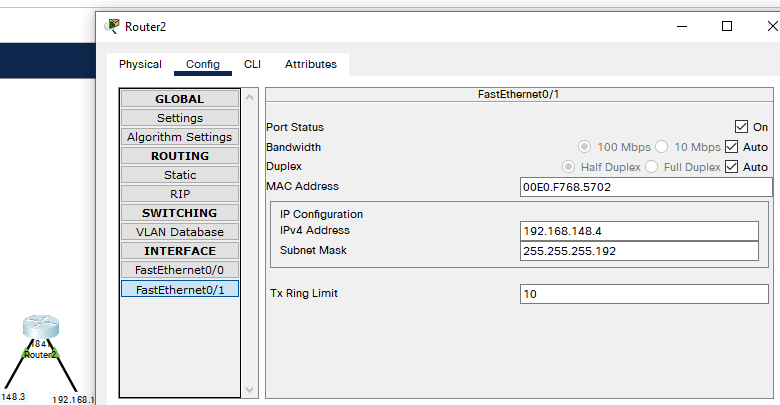 Router2
Physical Config CLI Attributes
GLOBAL
Settings
Algorithm Settings
ROUTING
Static
RIP
SWITCHING
VLAN Database
INTERFACE
FastEthernet0/0
FastEthernet0/1
FastEthernet0/1
Port Status On
Bandwidth 100 Mbps 10 Mbps Auto
Duplex Half Duplex Full Duplex Auto
MAC Address 00E0.F768.5702
IP Configuration
IPv4 Address 192.168.148.4
Subnet Mask 255.255.255.192
Tx Ring Limit 10
184
Router2
148.3 192.168.1